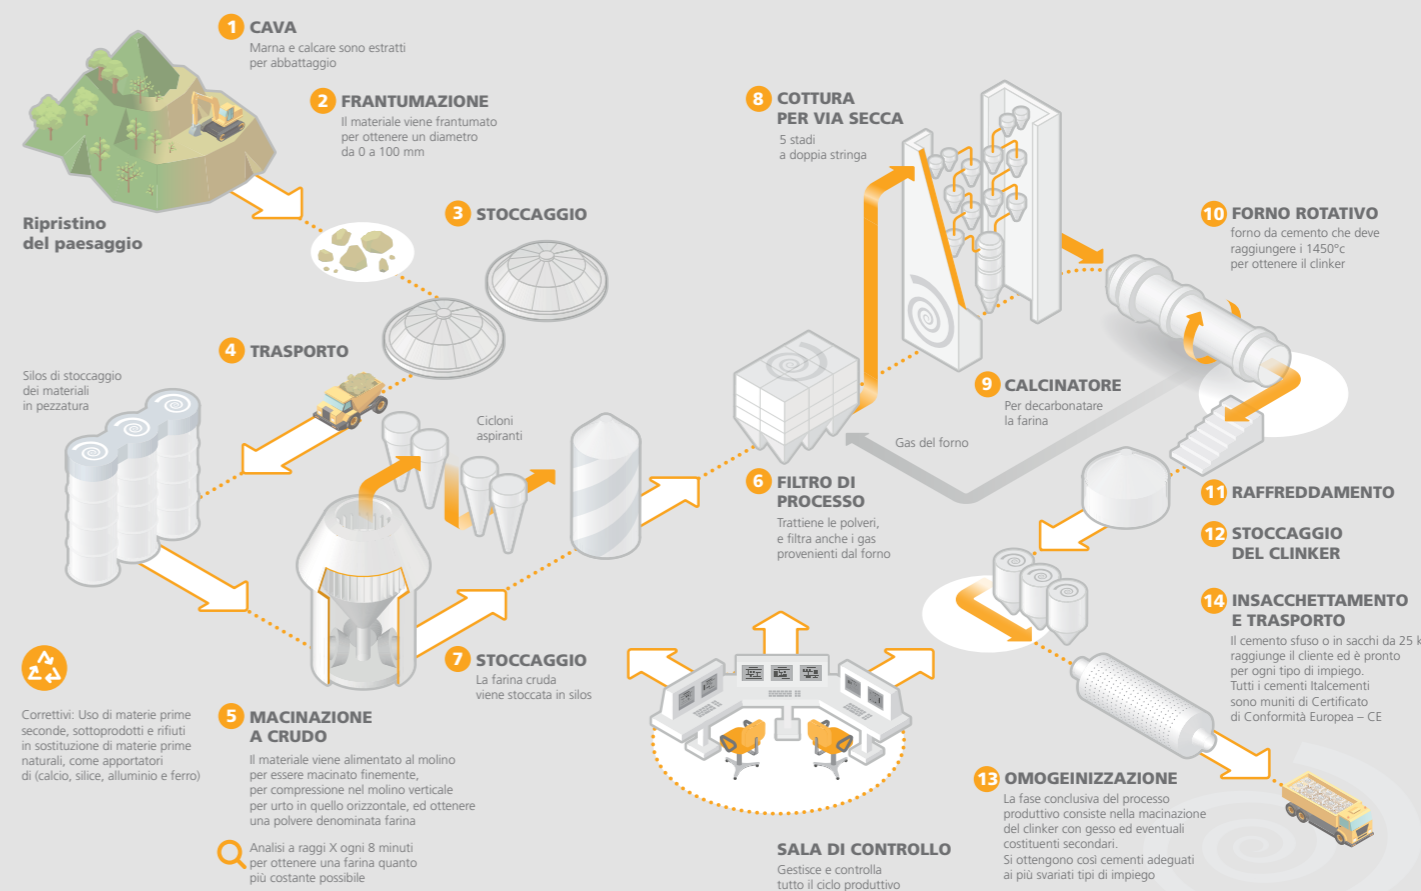 1 CAVA
Marna e calcare sono estratti
per abbattaggio
2 FRANTUMAZIONE
Il materiale viene frantumato
per ottenere un diametro
da 0 a 100 mm
Ripristino
del paesaggio
3 STOCCAGGIO
4 TRASPORTO
Silos di stoccaggio
dei materiali
in pezzatura
Cicloni
aspiranti
5 MACINAZIONE
A CRUDO
Il materiale viene alimentato al molino
per essere macinato finemente,
per compressione nel molino verticale
per urto in quello orizzontale, ed ottenere
una polvere denominata farina
Analisi a raggi X ogni 8 minuti
per ottenere una farina quanto
più costante possibile
Correttivi: Uso di materie prime
seconde, sottoprodotti e rifiuti
in sostituzione di materie prime
naturali, come apportatori
di (calcio, silice, alluminio e ferro)
6 FILTRO DI
PROCESSO
Trattiene le polveri,
e filtra anche i gas
provenienti dal forno
7 STOCCAGGIO
La farina cruda
viene stoccata in silos
8 COTTURA
PER VIA SECCA
5 stadi
a doppia stringa
9 CALCINATORE
Per decarbonatare
la farina
Gas del forno
10 FORNO ROTATIVO
forno da cemento che deve
raggiungere i 1450°c
per ottenere il clinker
11 RAFFREDDAMENTO
12 STOCCAGGIO
DEL CLINKER
13 OMOGEINIZZAZIONE
La fase conclusiva del processo
produttivo consiste nella macinazione
del clinker con gesso ed eventuali
costituenti secondari.
Si ottengono così cementi adeguati
ai più svariati tipi di impiego
14 INSACCHETTAMENTO
E TRASPORTO
Il cemento sfuso o in sacchi da 25 k
raggiunge il cliente ed è pronto
per ogni tipo di impiego.
Tutti i cementi Italcementi
sono muniti di Certificato
di Conformità Europea – CE
SALA DI CONTROLLO
Gestisce e controlla
tutto il ciclo produttivo